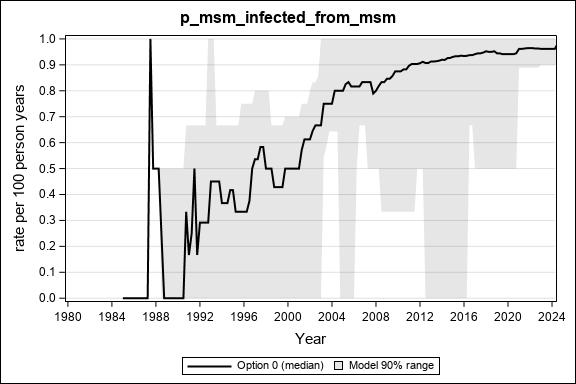 p_msm_infected_from_msm
rate per 100 person years
1.0
0.9
0.8
0.7
0.6
0.5
0.4
0.3
0.2
0.1
0.0
1980 1984 1988 1992 1996 2000 2004 2008 2012 2016 2020 2024
Year
Option 0 (median) Model 90% range